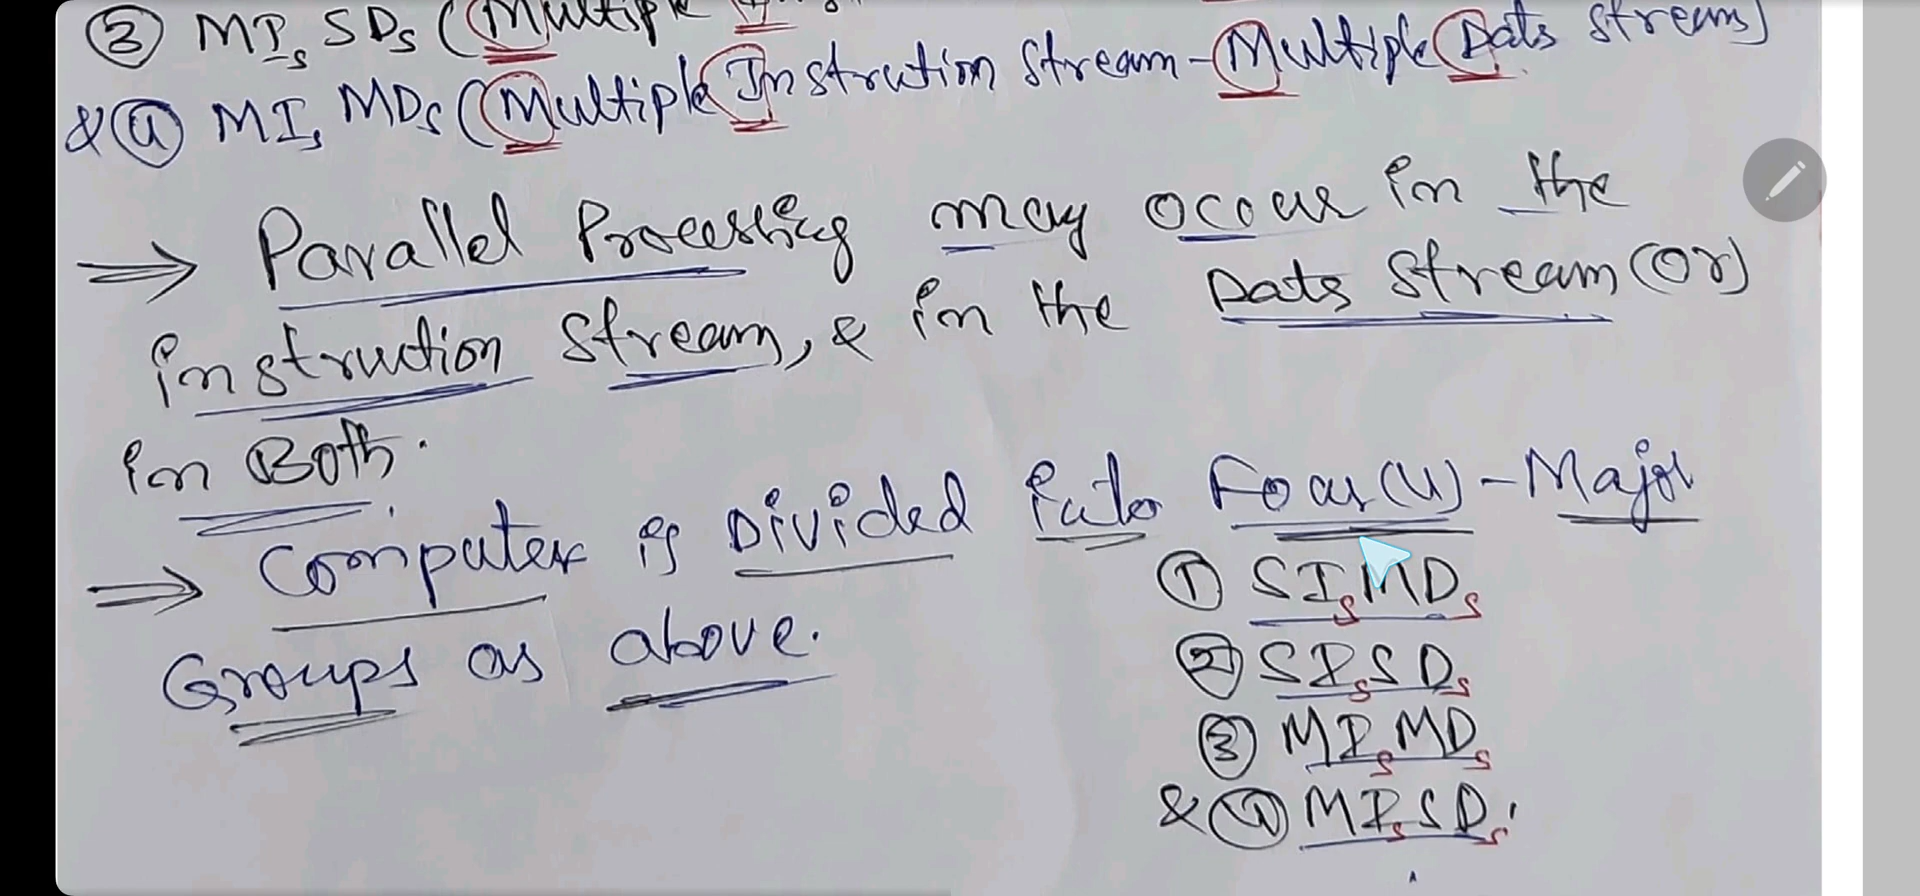 ③ MIs SDs (Multiple
& ④ MIs MDs (Multiple Instrution Stream - Multiple Data Stream)
⇒ Parallel Processing may occur in the
instruction Stream, & in the Data Stream (Or)
in Both.
⇒ Computer is Divided into Four(4) - Major
Groups as above.
① SIsMDs
② SIsSDs
③ MIsMDs
& ④ MIsSDs.